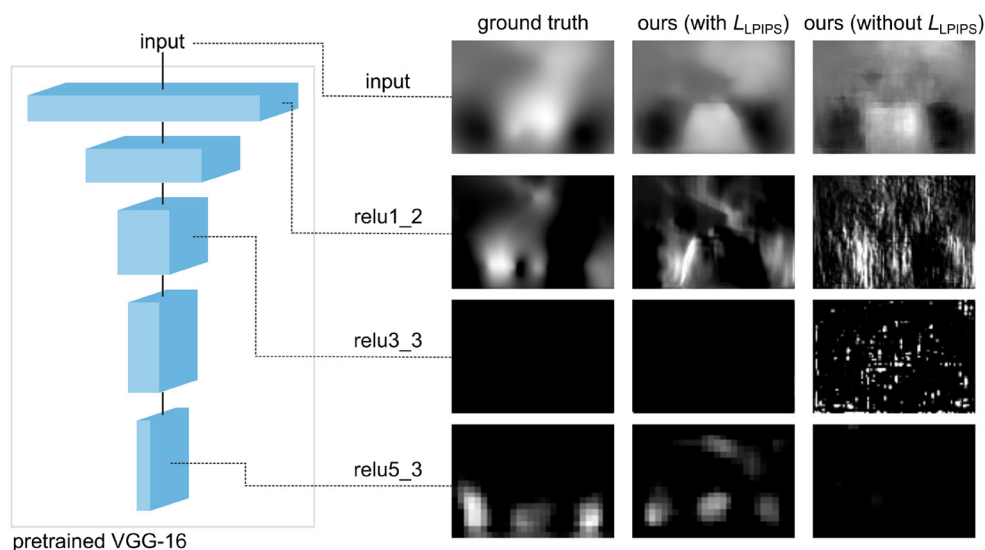 ground truth
ours (with L_LPIPS)
ours (without L_LPIPS)
input
input
relu1_2
relu3_3
relu5_3
pretrained VGG-16